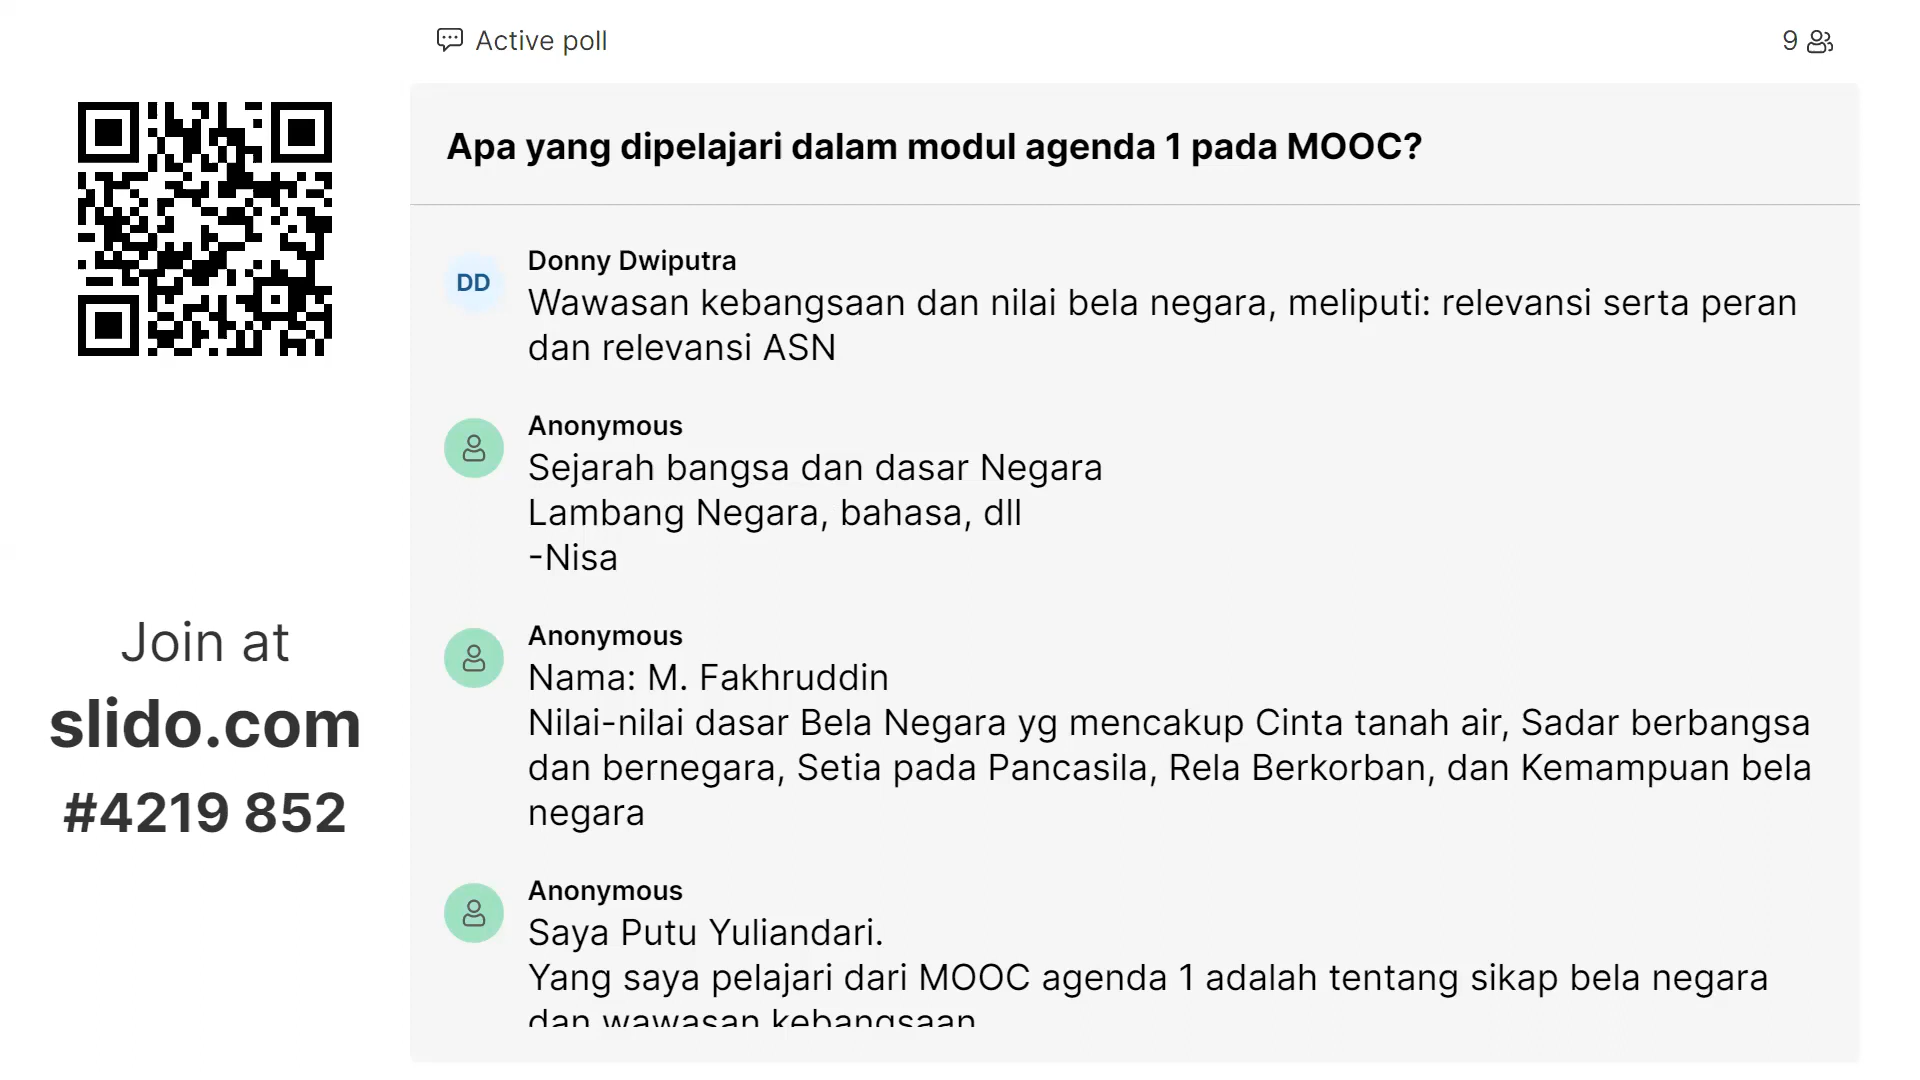 Active poll
9
Apa yang dipelajari dalam modul agenda 1 pada MOOC?
DD
Donny Dwiputra
Wawasan kebangsaan dan nilai bela negara, meliputi: relevansi serta peran
dan relevansi ASN
Anonymous
Sejarah bangsa dan dasar Negara
Lambang Negara, bahasa, dll
-Nisa
Anonymous
Nama: M. Fakhruddin
Nilai-nilai dasar Bela Negara yg mencakup Cinta tanah air, Sadar berbangsa
dan bernegara, Setia pada Pancasila, Rela Berkorban, dan Kemampuan bela
negara
Anonymous
Saya Putu Yuliandari.
Yang saya pelajari dari MOOC agenda 1 adalah tentang sikap bela negara
dan wawasan kebangsaan
Join at
slido.com
#4219 852